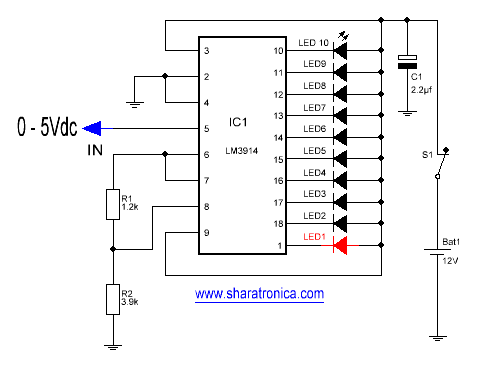 LED 10
3
10
LED9
2
11
C1
LED8
2.2µf
4
12
IC1
LED7
0 - 5Vdc
5
13
LED6
IN
14
LM3914
LED5
6
15
S1
LED4
7
16
R1
LED3
1.2k
8
17
LED2
9
18
LED1
1
Bat1
12V
R2
3.9k
www.sharatronica.com